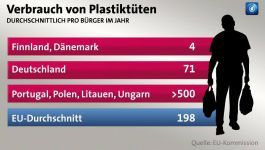 Verbrauch von Plastiktüten
DURCHSCHNITTLICH PRO BÜRGER IM JAHR
Finnland, Dänemark 4
Deutschland 71
Portugal, Polen, Litauen, Ungarn >500
EU-Durchschnitt 198
Quelle: EU-Kommission